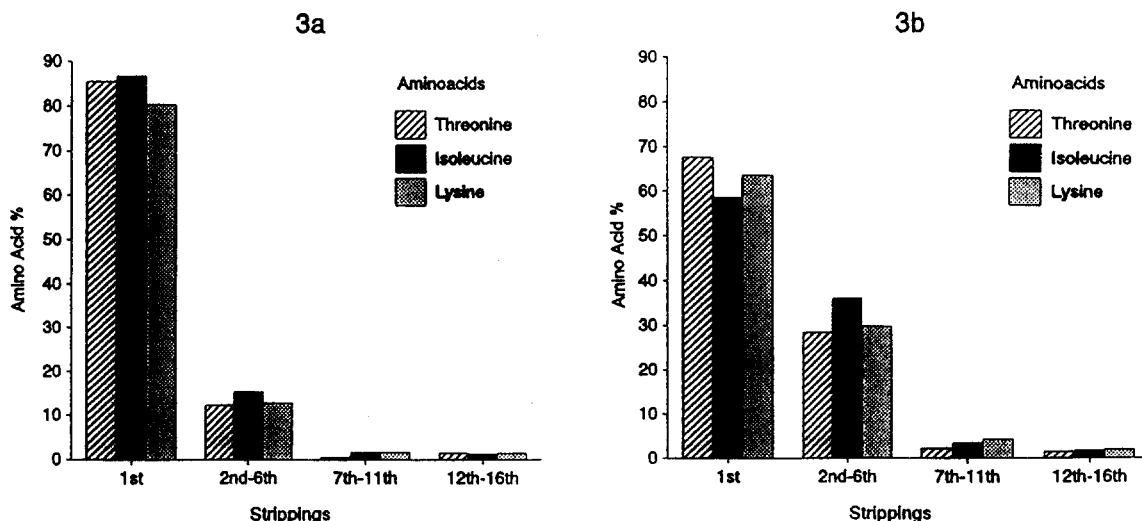 3a
90
80
70
60
50
40
30
20
10
0
Amino Acid %
Aminoacids
Threonine
Isoleucine
Lysine
1st 2nd-6th 7th-11th 12th-16th
Strippings
3b
90
80
70
60
50
40
30
20
10
0
Amino Acid %
Aminoacids
Threonine
Isoleucine
Lysine
1st 2nd-6th 7th-11th 12th-16th
Strippings